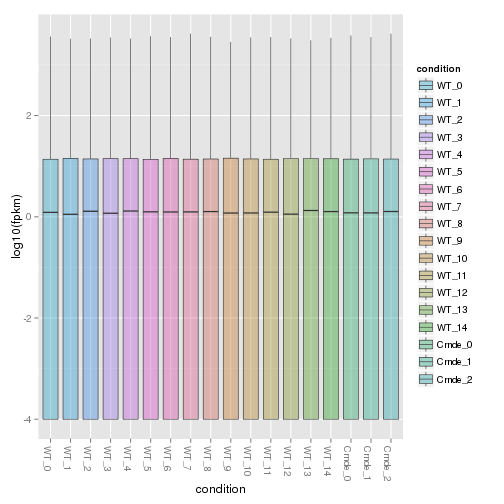 condition
WT_0
WT_1
WT_2
WT_3
WT_4
WT_5
WT_6
WT_7
WT_8
WT_9
WT_10
WT_11
WT_12
WT_13
WT_14
Cmde_0
Cmde_1
Cmde_2
log10(fpkm)
2
0
-2
-4
WT_0
WT_1
WT_2
WT_3
WT_4
WT_5
WT_6
WT_7
WT_8
WT_9
WT_10
WT_11
WT_12
WT_13
WT_14
Cmde_0
Cmde_1
Cmde_2
condition